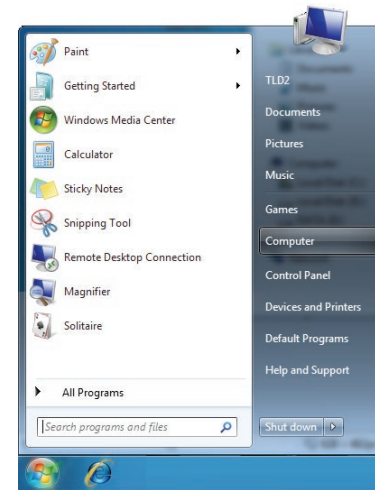 Paint
Getting Started
Windows Media Center
Calculator
Sticky Notes
Snipping Tool
Remote Desktop Connection
Magnifier
Solitaire
All Programs
Search programs and files
TLD2
Documents
Pictures
Music
Games
Computer
Control Panel
Devices and Printers
Default Programs
Help and Support
Shut down